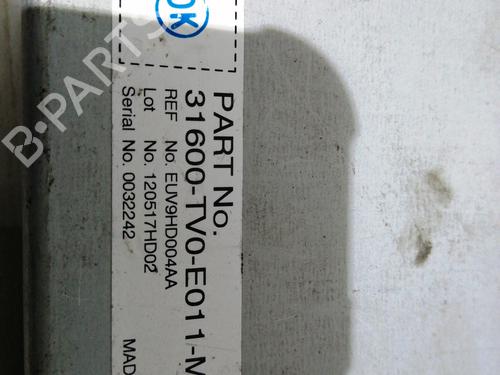 OK
PART No.
31600-TV0-E011-M
REF No. EUV9HD004AA
Lot No. 120517HD02
Serial No. 0032242
MAD
B-PARTS